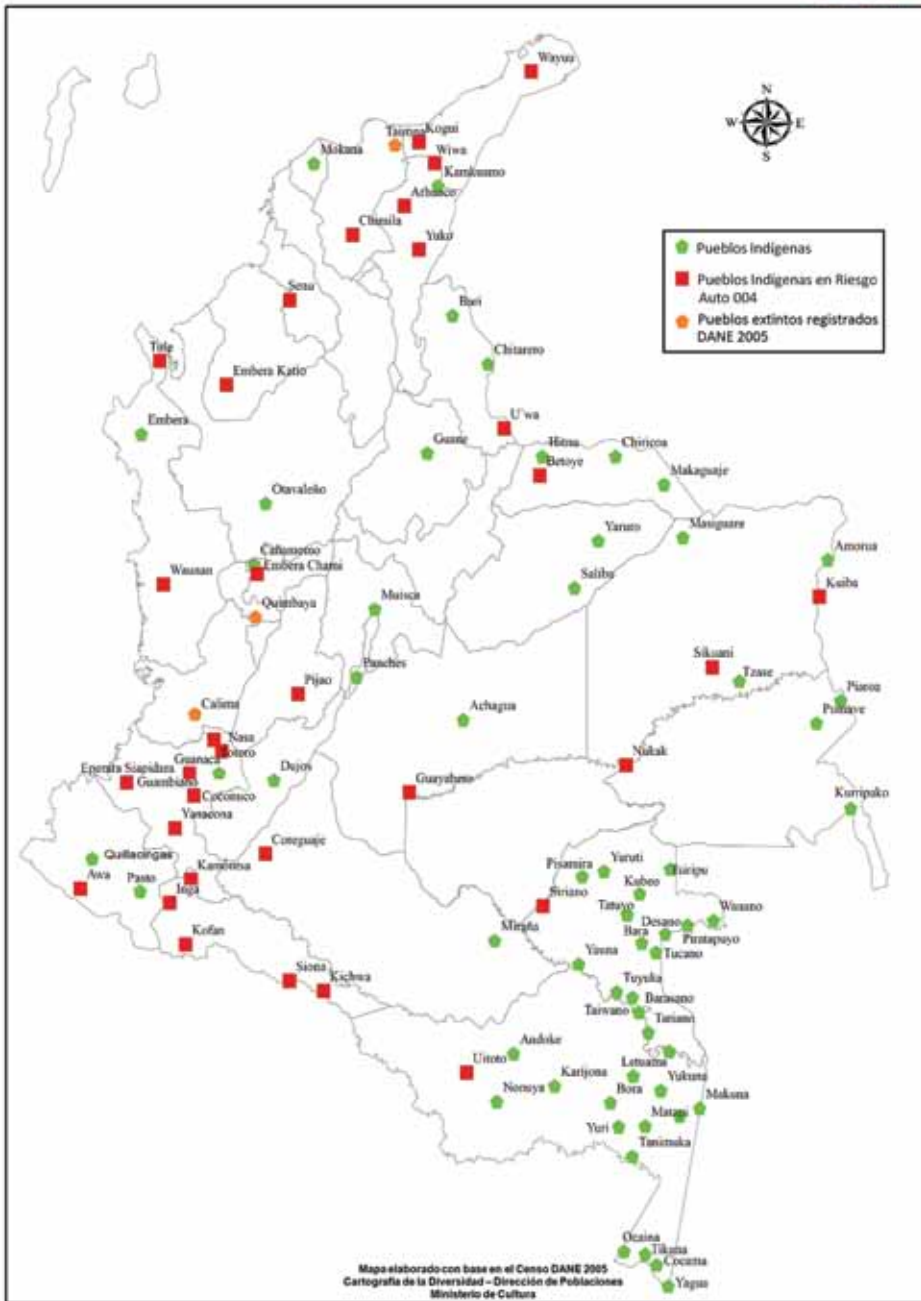 Wayuu
N
W E
S
Kogui
Mokana
Wiwa
Kamkuamo
Chimila
Yuko
Pueblos Indígenas
Pueblos Indígenas en Riesgo
Auto 004
Pueblos extintos registrados
DANE 2005
Senu
Bari
Chitarero
Tule
Embera Katio
Embera
U´wa
Guane
Hitnu
Chiricoa
Betoye
Makaguaje
Otavaleño
Yaruro
Masiguare
Amorua
Cañamomo
Embera Chami
Waunan
Saliba
Kuiba
Quimbaya
Muisca
Sikuani
Tzase
Panches
Pijao
Piaroa
Calima
Achagua
Puinave
Nasa
Totoro
Nukak
Guanaca
Eperara Siapidara
Guambiano
Dujos
Guayabero
Coconuco
Kurripako
Yanacona
Coreguaje
Quillacingas
Kamëntsa
Pisamira
Yuruti
Awa
Pasto
Inga
Siriano
Kubeo
Tatuyo
Wanano
Desano
Piratapuyo
Kofan
Miraña
Bara
Tucano
Yauna
Siona
Kichwa
Tuyuka
Barasano
Taiwano
Tariano
Andoke
Uitoto
Letuama
Karijona
Yukuna
Nonuya
Bora
Makuna
Matapi
Yuri
Tanimuka
Ocaina
Tikuna
Cocama
Yagua
Mapa elaborado con base en el Censo DANE 2005
Cartografía de la Diversidad – Dirección de Poblaciones
Ministerio de Cultura